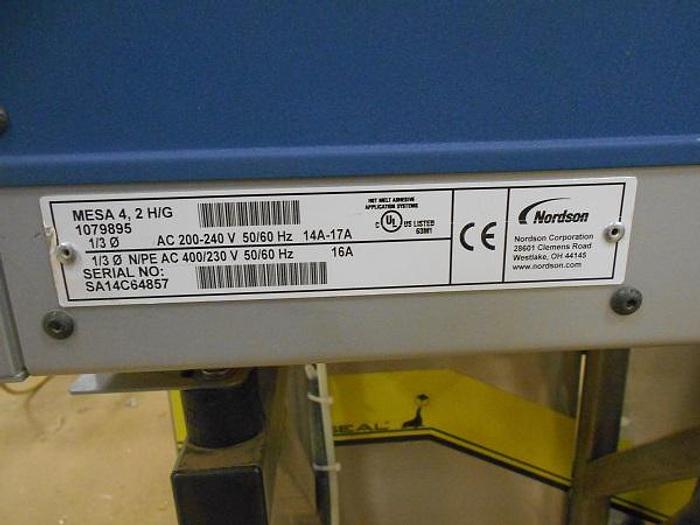 MESA 4, 2 H/G
1079895
1/3 Ø AC 200-240 V 50/60 Hz 14A-17A
1/3 Ø N/PE AC 400/230 V 50/60 Hz 16A
SERIAL NO:
SA14C64857
HOT MELT ADHESIVE
APPLICATION SYSTEMS
C UL US LISTED
63M1
CE
Nordson
Nordson Corporation
28601 Clemens Road
Westlake, OH 44145
www.nordson.com
SEAL